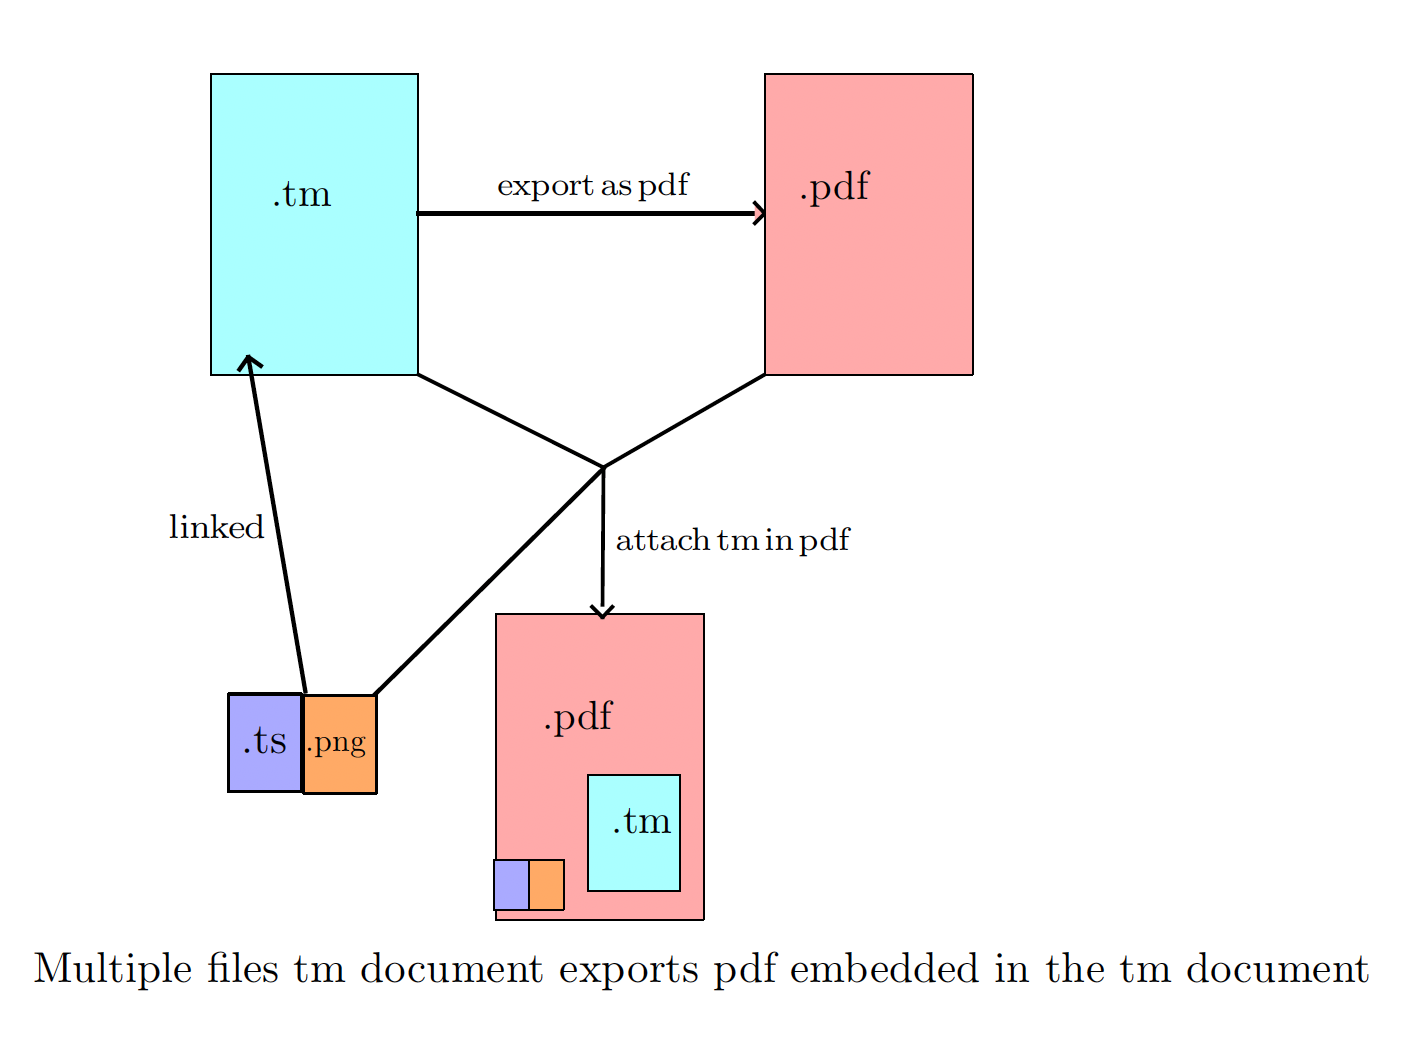 .tm
export as pdf
.pdf
linked
attach tm in pdf
.ts
.png
.pdf
.tm
Multiple files tm document exports pdf embedded in the tm document